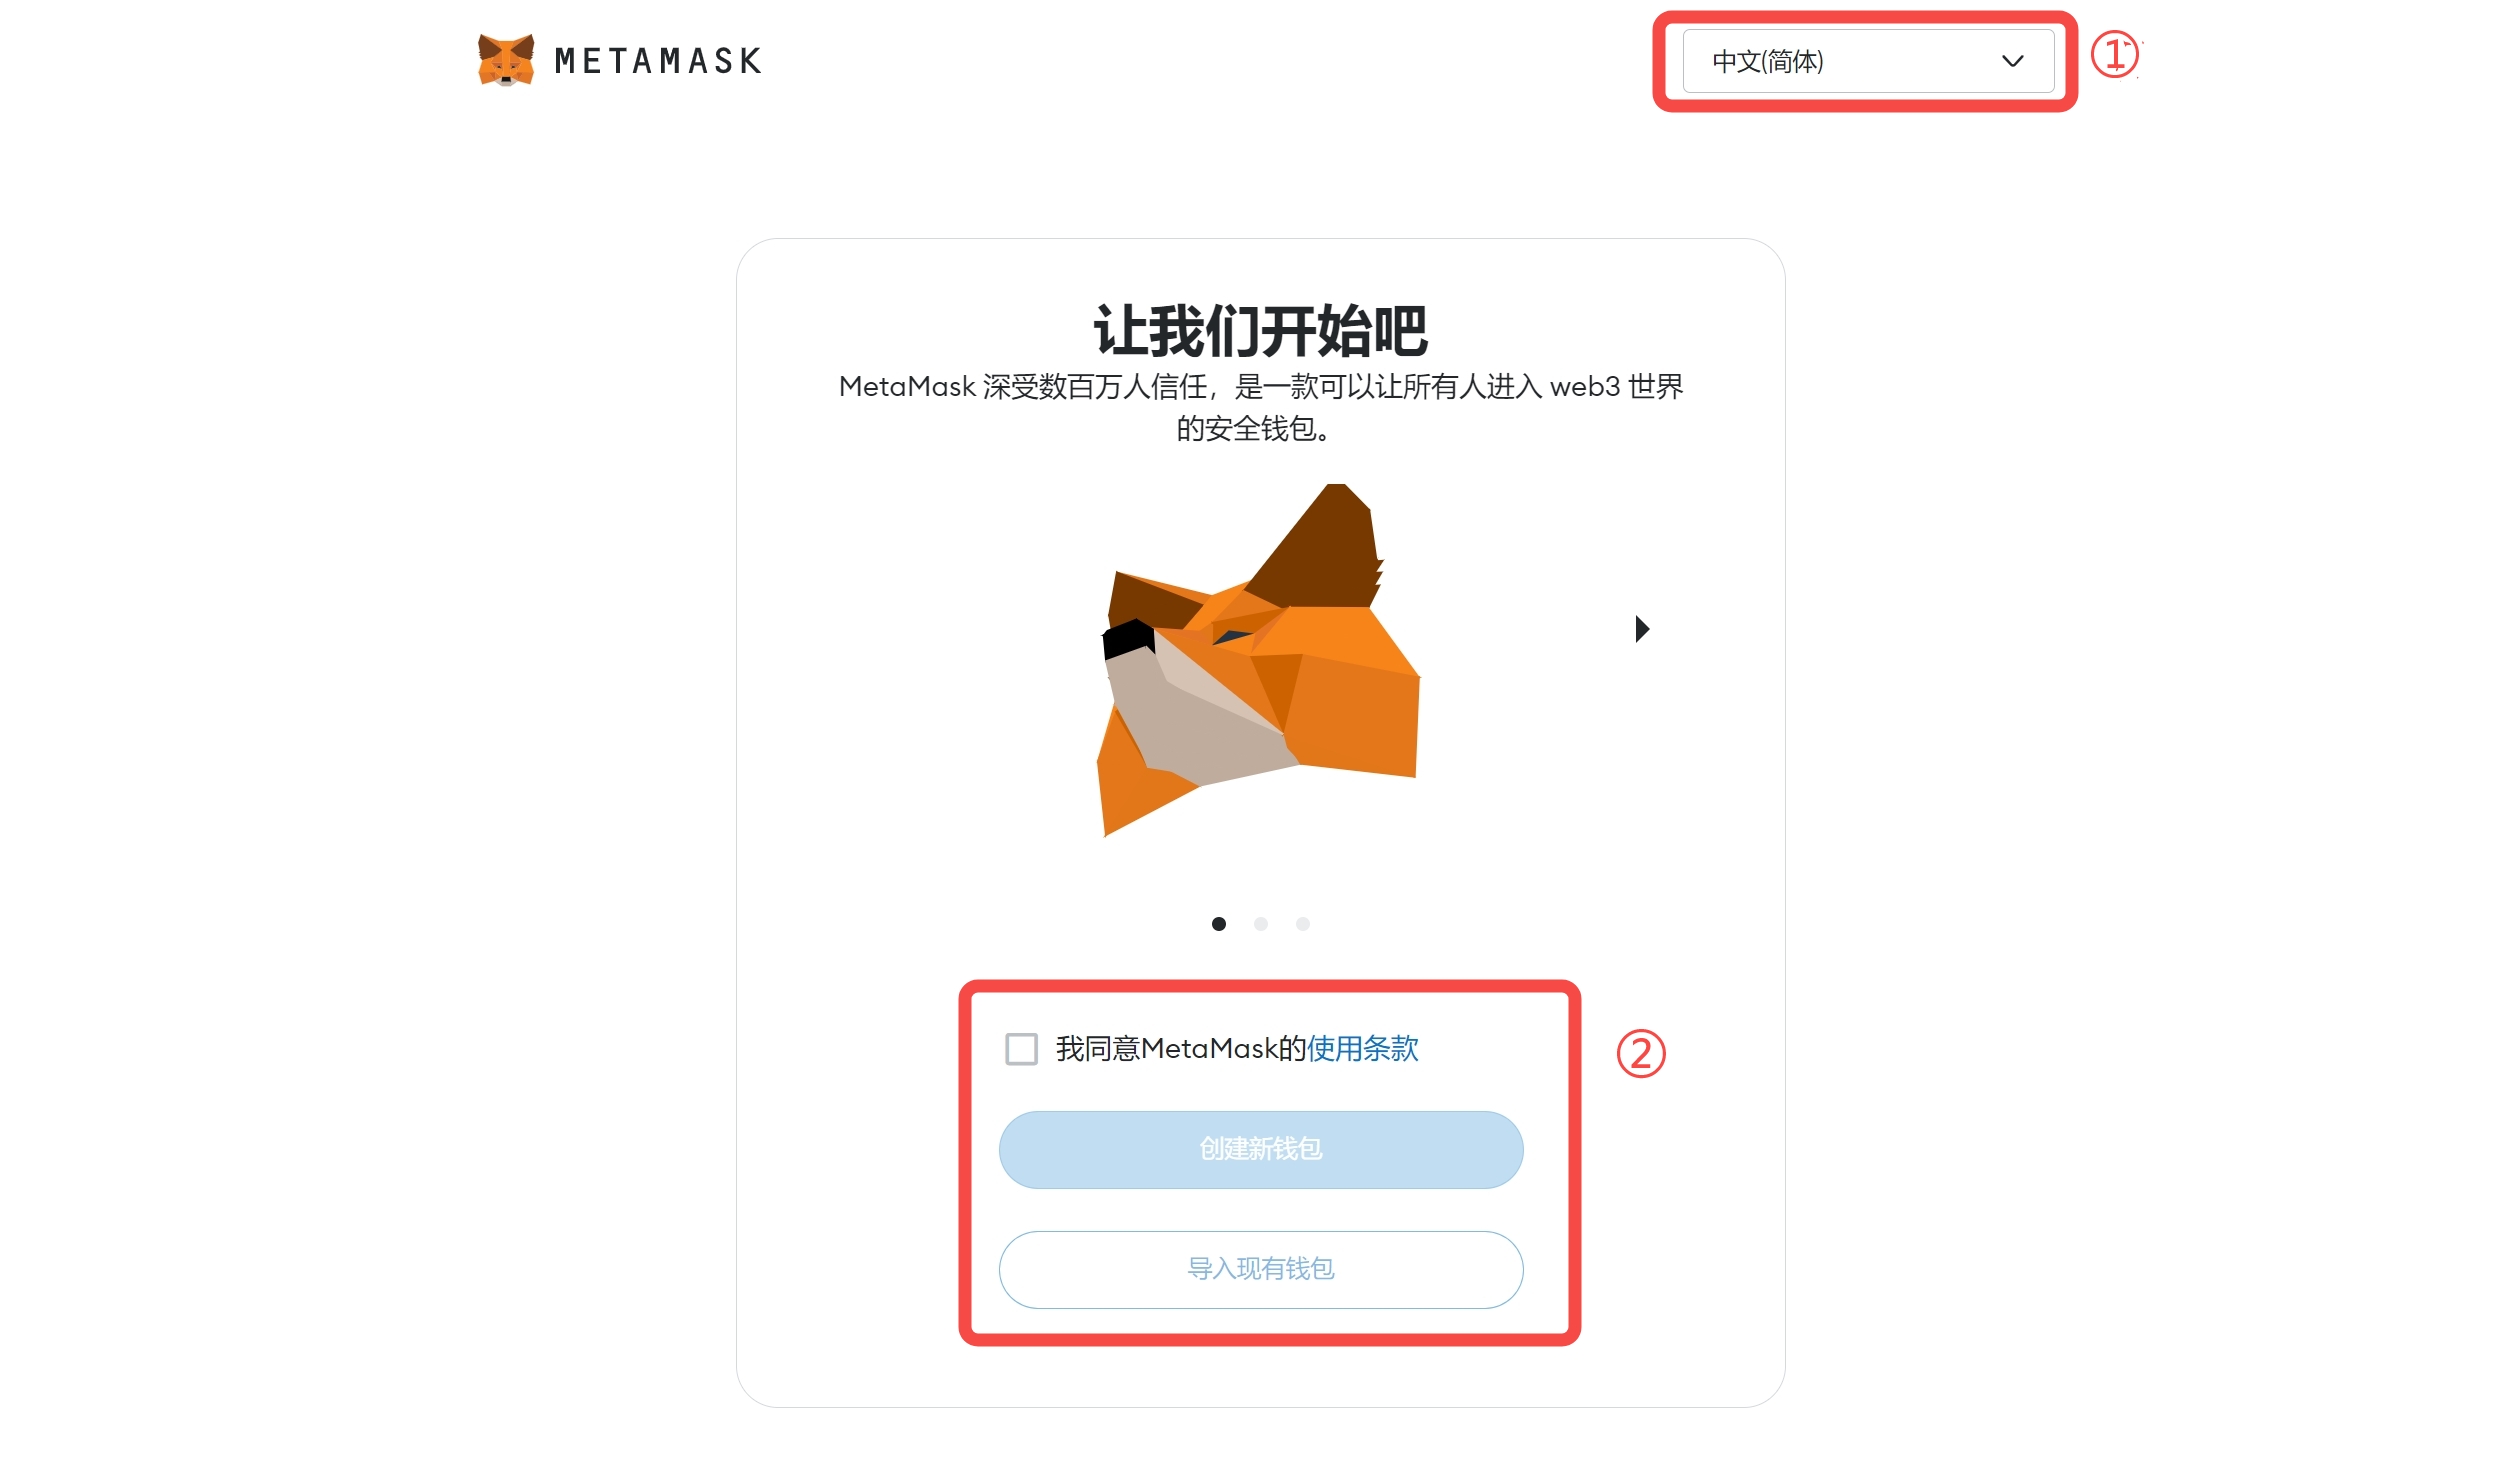 METAMASK
中文(简体)
①
让我们开始吧
MetaMask 深受数百万人信任，是一款可以让所有人进入 web3 世界
的安全钱包。
我同意MetaMask的使用条款
②
创建新钱包
导入现有钱包